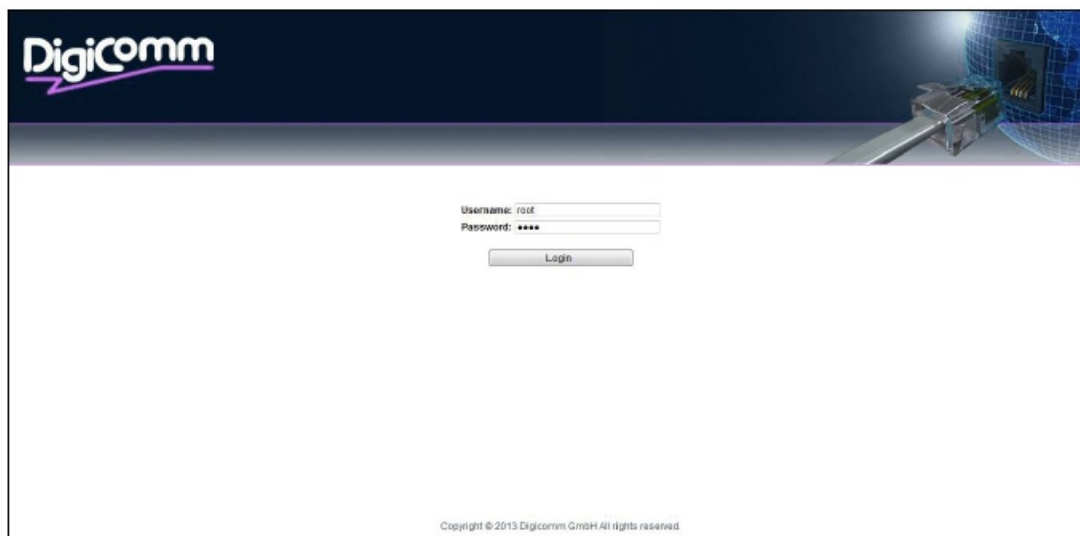 DigiComm
Username: root
Password: ••••
Login
Copyright © 2013 Digicomm GmbH All rights reserved.